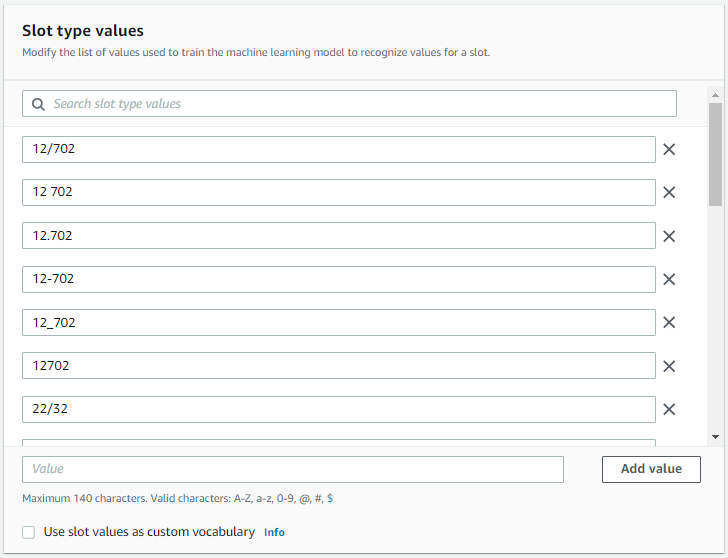 Slot type values
Modify the list of values used to train the machine learning model to recognize values for a slot.
Search slot type values
12/702
12 702
12.702
12-702
12_702
12702
22/32
Value
Add value
Maximum 140 characters. Valid characters: A-Z, a-z, 0-9, @, #, $
Use slot values as custom vocabulary Info